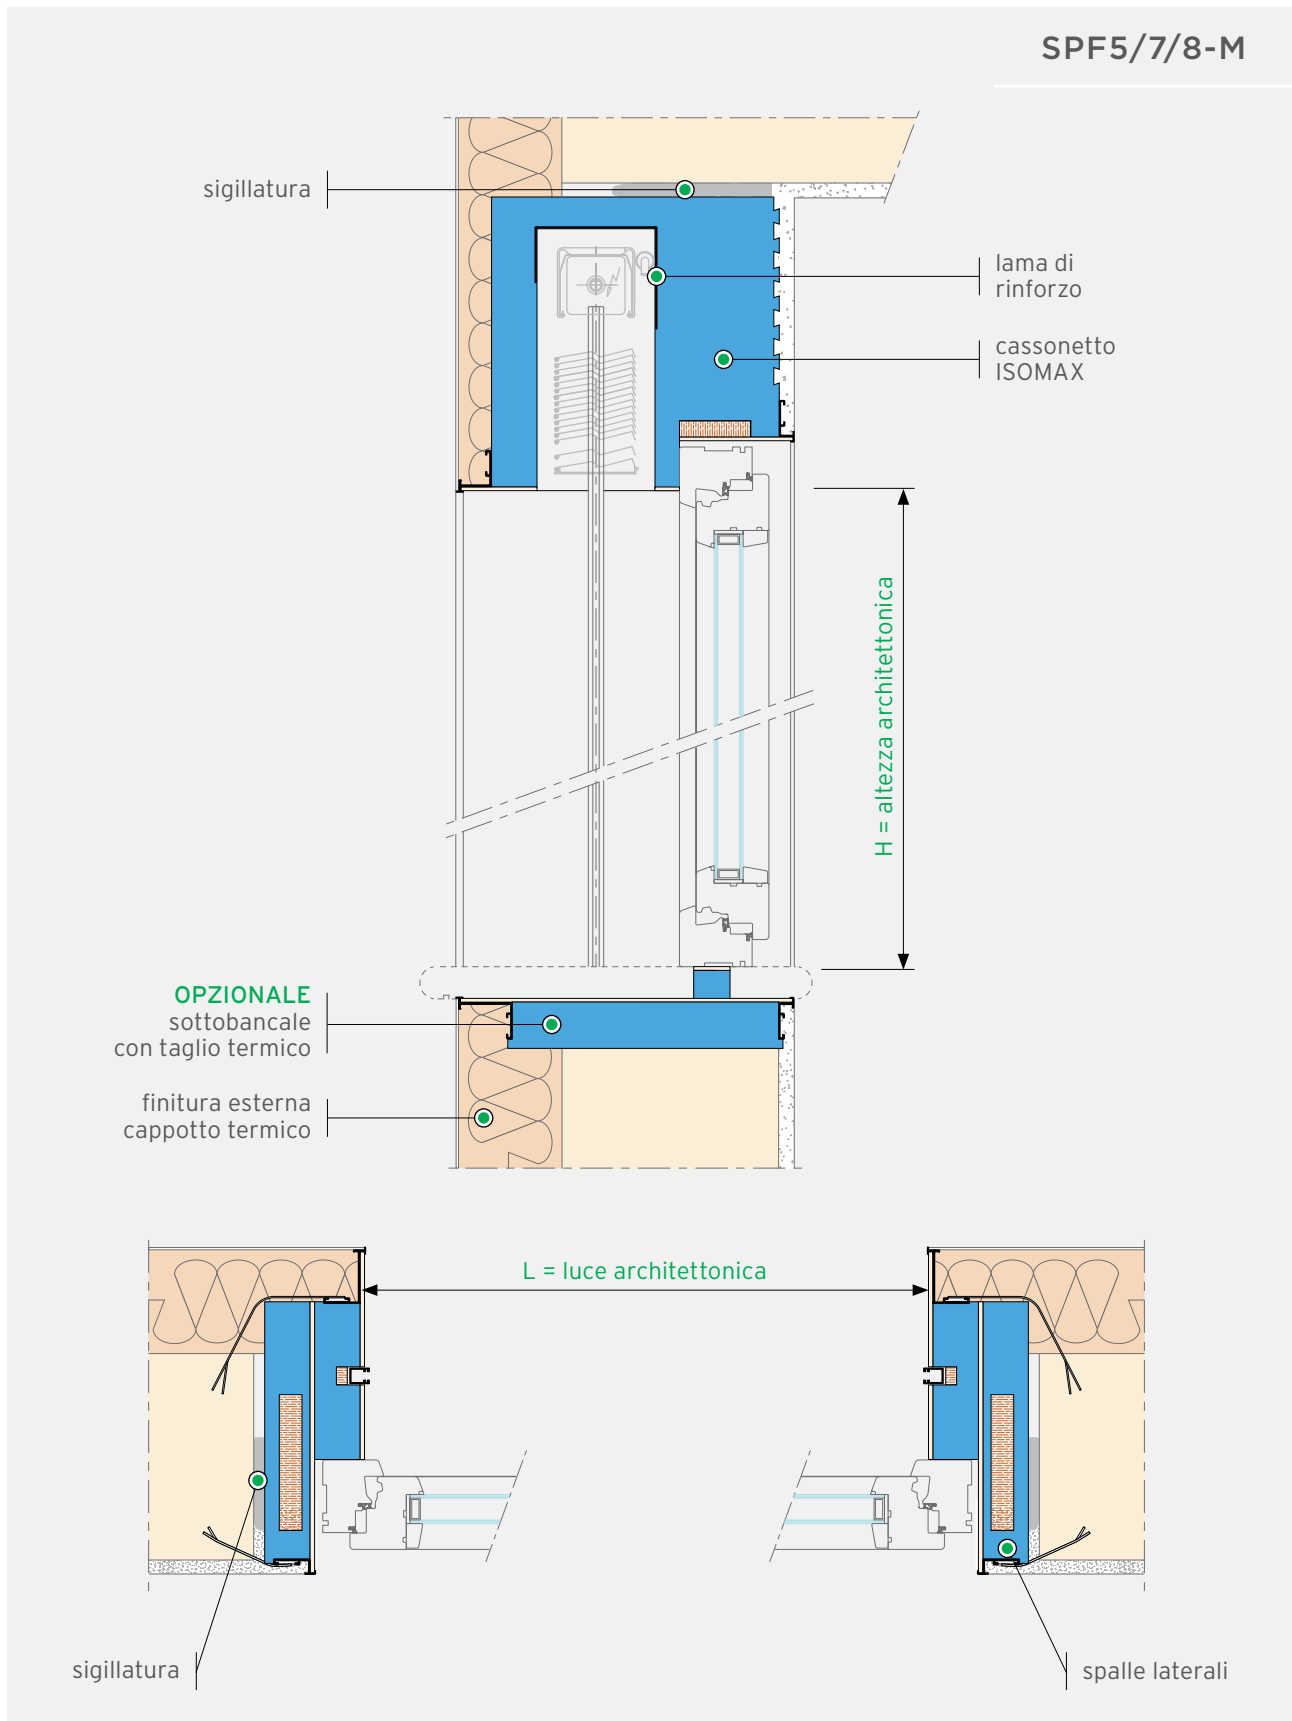 SPF5/7/8-M
sigillatura
lama di
rinforzo
cassonetto
ISOMAX
H = altezza architettonica
OPZIONALE
sottobancale
con taglio termico
finitura esterna
cappotto termico
L = luce architettonica
sigillatura
spalle laterali